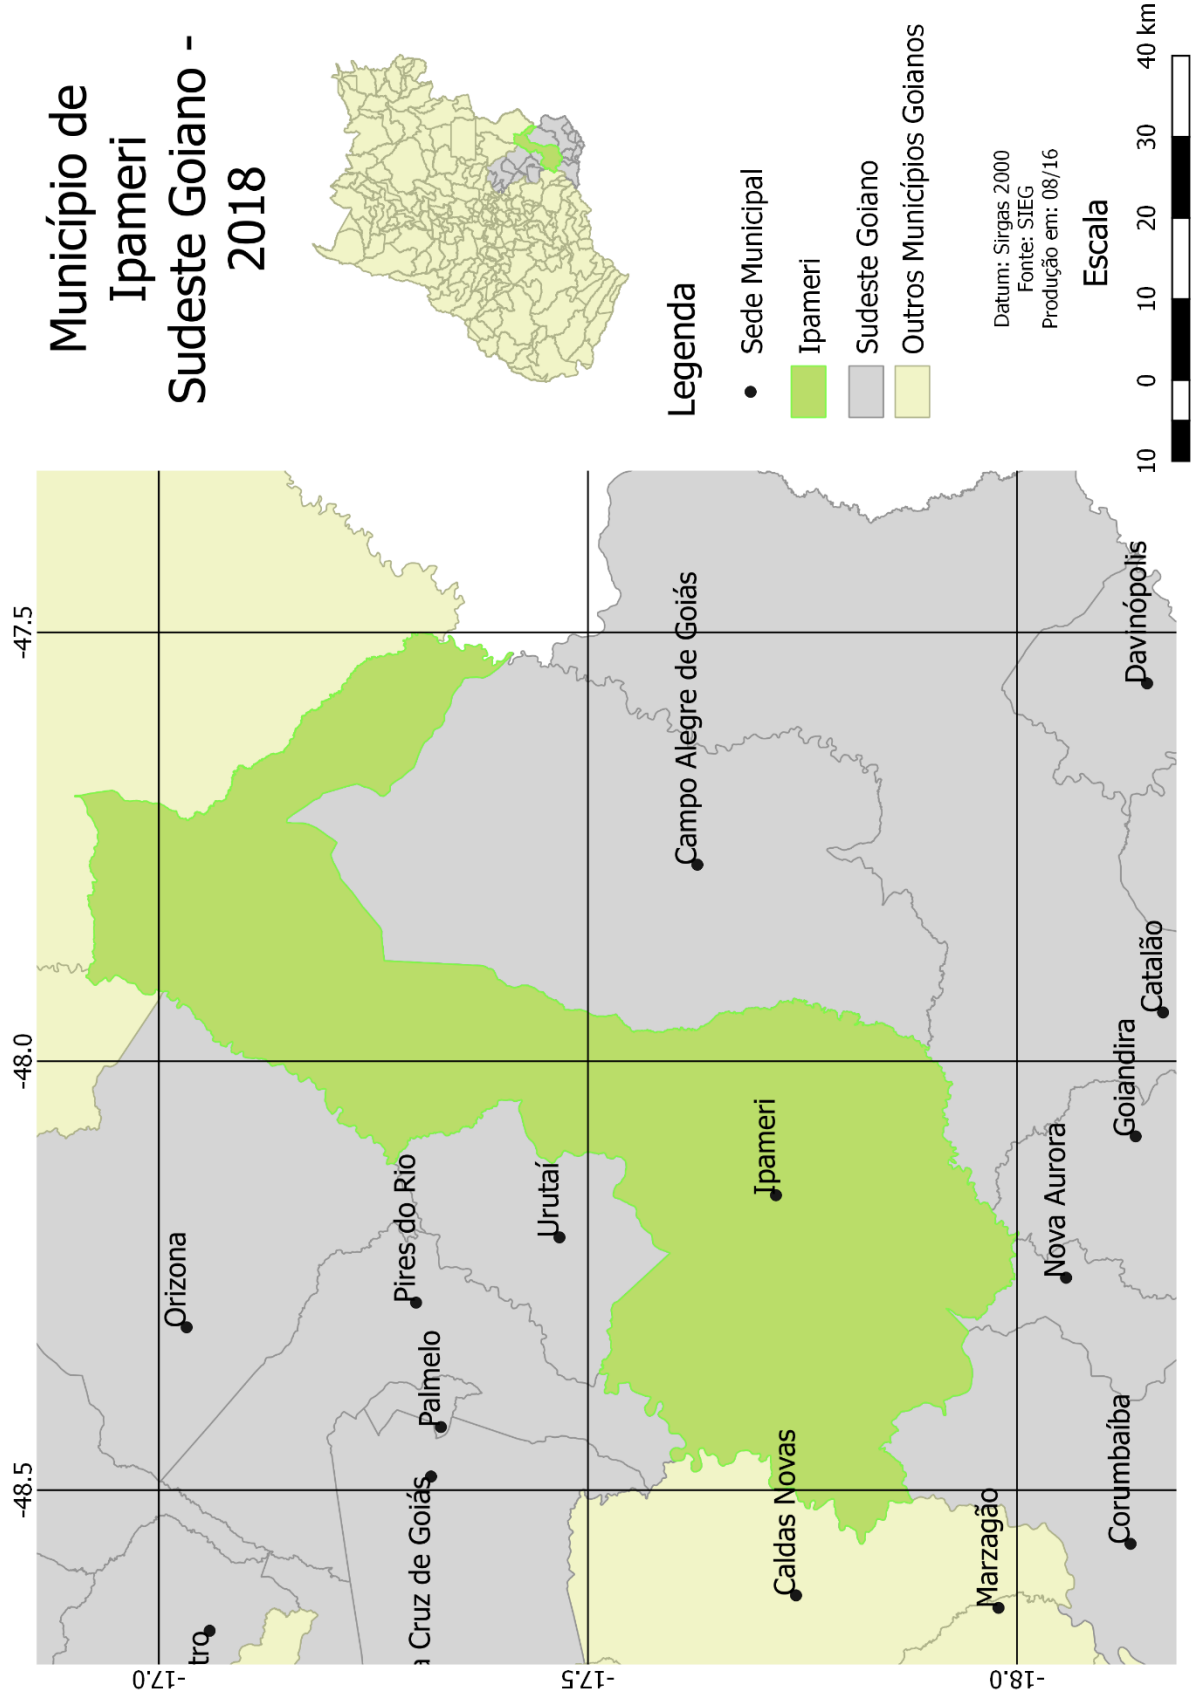 Município de
Ipameri
Sudeste Goiano -
2018
Legenda
Sede Municipal
Ipameri
Sudeste Goiano
Outros Municípios Goianos
Datum: Sirgas 2000
Fonte: SIEG
Produção em: 08/16
Escala
10 0 10 20 30 40 km
-48.5 -48.0 -47.5
-17.0
-17.5
-18.0
tro
Orizona
a Cruz de Goiás
Palmelo
Pires do Rio
Urutaí
Campo Alegre de Goiás
Ipameri
Caldas Novas
Marzagão
Nova Aurora
Corumbaíba
Goiandira
Catalão
Davinópolis